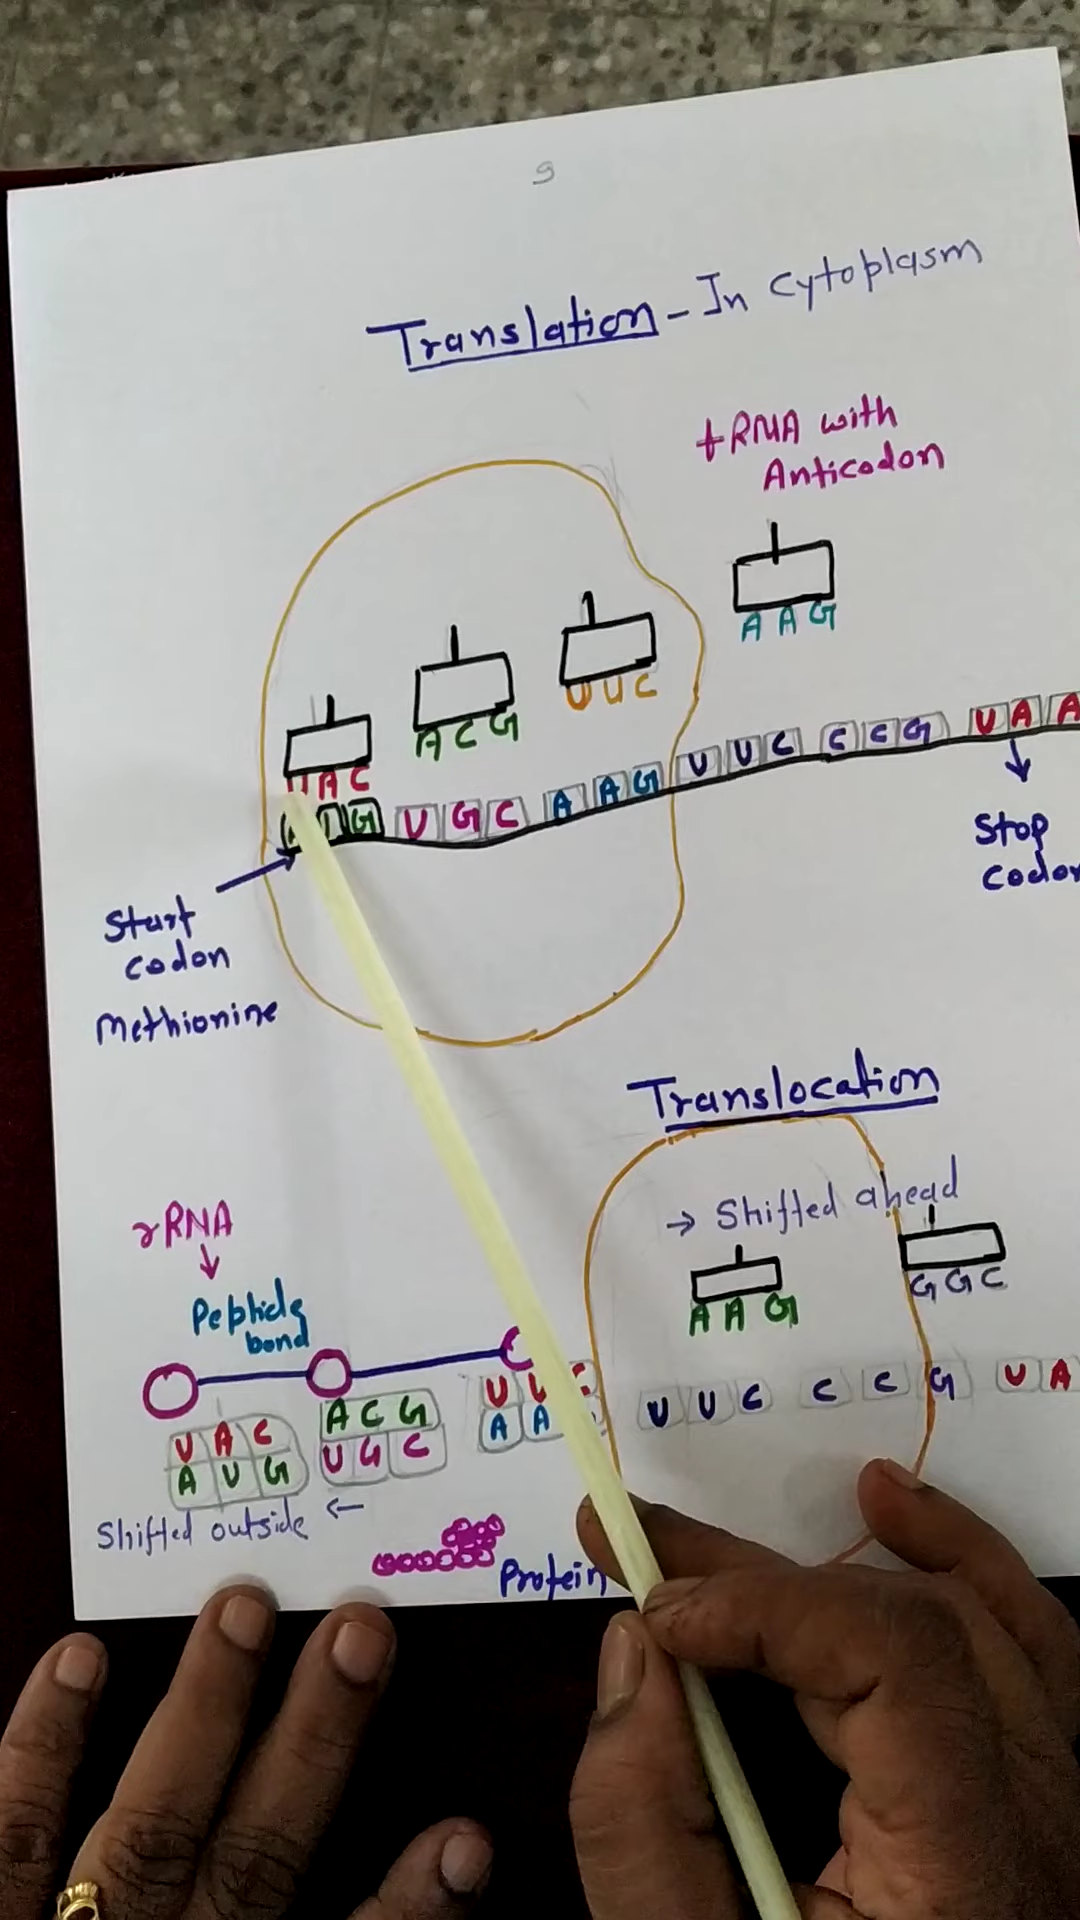 9
Translation - In cytoplasm
tRNA with
Anticodon
A A G
U U C
A C G
A C
G U G C A A G U U C C C G U A A
Start
codon
Methionine
Stop
Translocation
→ Shifted ahead
rRNA
Peptide
bond
A A G
G G C
U A C A C G U
A U G U G C A A
U U C C C G U A
Shifted outside ←
Protein